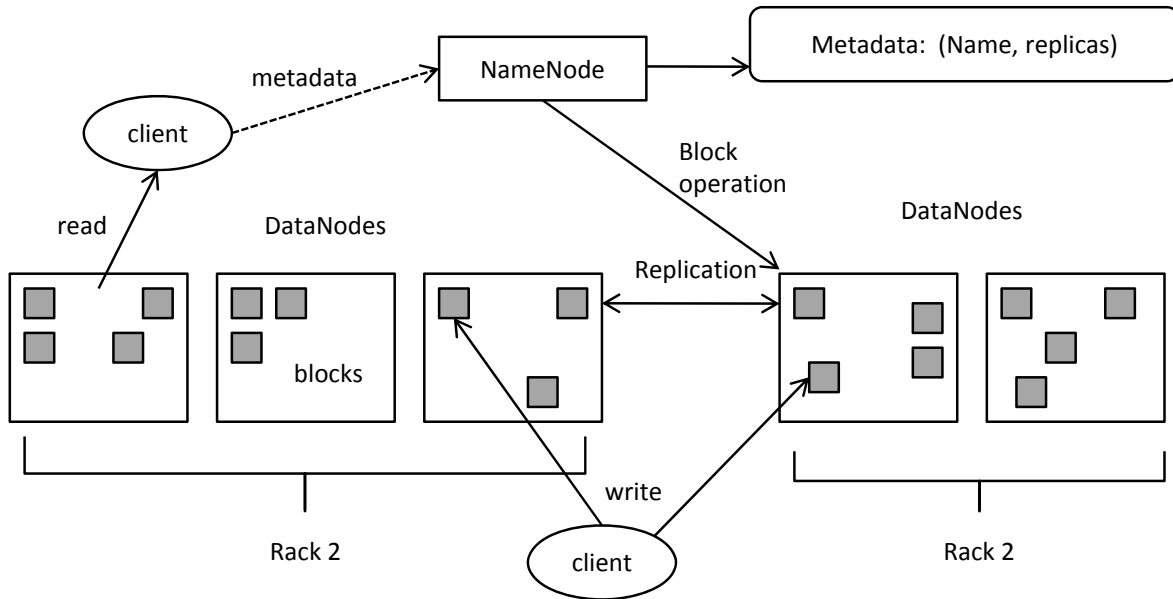 Metadata: (Name, replicas)
NameNode
metadata
client
Block
operation
read
DataNodes
DataNodes
Replication
blocks
write
Rack 2
client
Rack 2